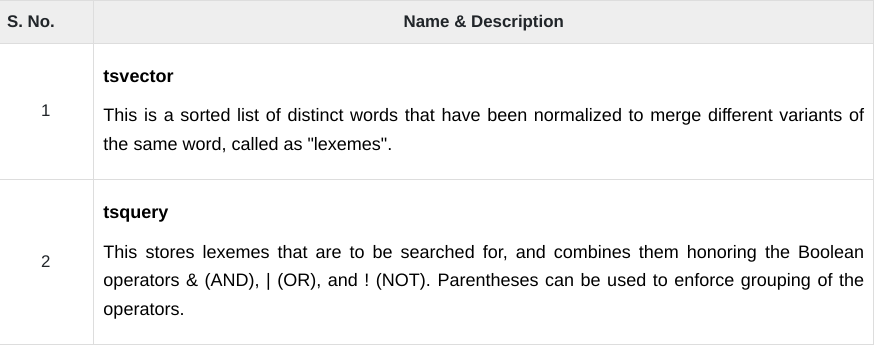 S. No.
Name & Description
1
tsvector
This is a sorted list of distinct words that have been normalized to merge different variants of
the same word, called as "lexemes".
2
tsquery
This stores lexemes that are to be searched for, and combines them honoring the Boolean
operators & (AND), | (OR), and ! (NOT). Parentheses can be used to enforce grouping of the
operators.